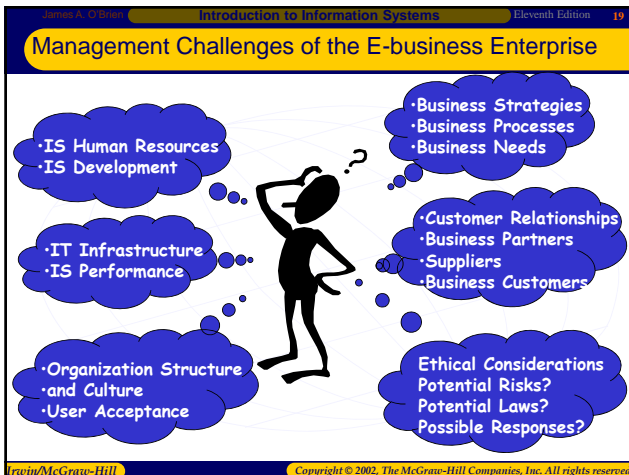 James A. O'Brien Introduction to Information Systems Eleventh Edition 19
Management Challenges of the E-business Enterprise
·IS Human Resources
·IS Development
·IT Infrastructure
·IS Performance
·Organization Structure
·and Culture
·User Acceptance
?
·Business Strategies
·Business Processes
·Business Needs
·Customer Relationships
·Business Partners
·Suppliers
·Business Customers
Ethical Considerations
Potential Risks?
Potential Laws?
Possible Responses?
Irwin/McGraw-Hill Copyright © 2002, The McGraw-Hill Companies, Inc. All rights reserved